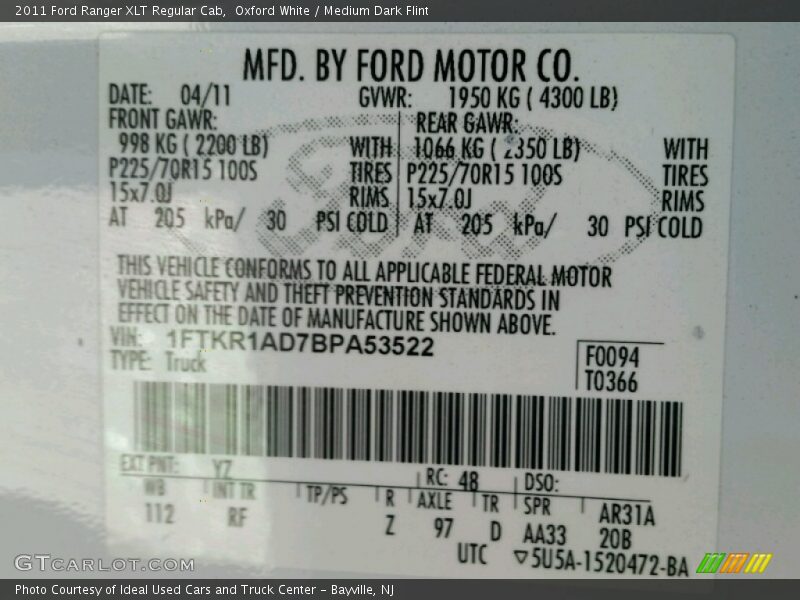 2011 Ford Ranger XLT Regular Cab,  Oxford White / Medium Dark Flint
MFD. BY FORD MOTOR CO.
DATE: 04/11 GVWR: 1950 KG ( 4300 LB)
FRONT GAWR: REAR GAWR:
998 KG ( 2200 LB) WITH 1066 KG ( 2350 LB) WITH
P225/70R15 100S TIRES P225/70R15 100S TIRES
15x7.0J RIMS 15x7.0J RIMS
AT 205 kPa/ 30 PSI COLD AT 205 kPa/ 30 PSI COLD
Ford
THIS VEHICLE CONFORMS TO ALL APPLICABLE FEDERAL MOTOR
VEHICLE SAFETY AND THEFT PREVENTION STANDARDS IN
EFFECT ON THE DATE OF MANUFACTURE SHOWN ABOVE.
VIN: 1FTKR1AD7BPA53522
TYPE: Truck
F0094
T0366
EXT PNT: YZ RC: 48 DSO:
WB INT TR TP/PS R AXLE TR SPR AR31A
112 RF Z 97 D AA33 20B
UTC ▽5U5A-1520472-BA
GTCARLOT.COM
Photo Courtesy of Ideal Used Cars and Truck Center – Bayville, NJ